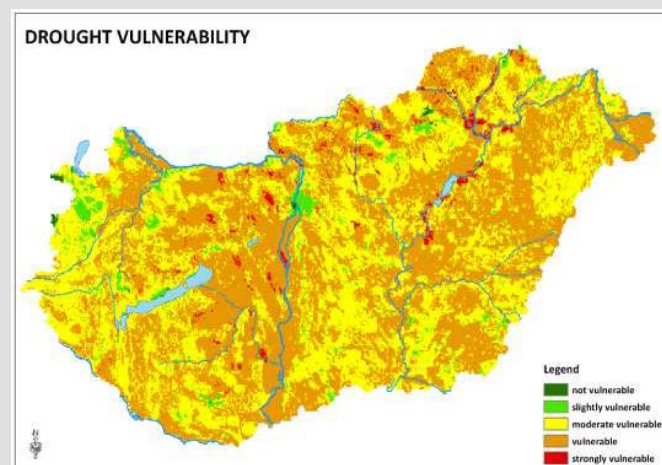 DROUGHT VULNERABILITY
Legend
not vulnerable
slightly vulnerable
moderate vulnerable
vulnerable
strongly vulnerable
N